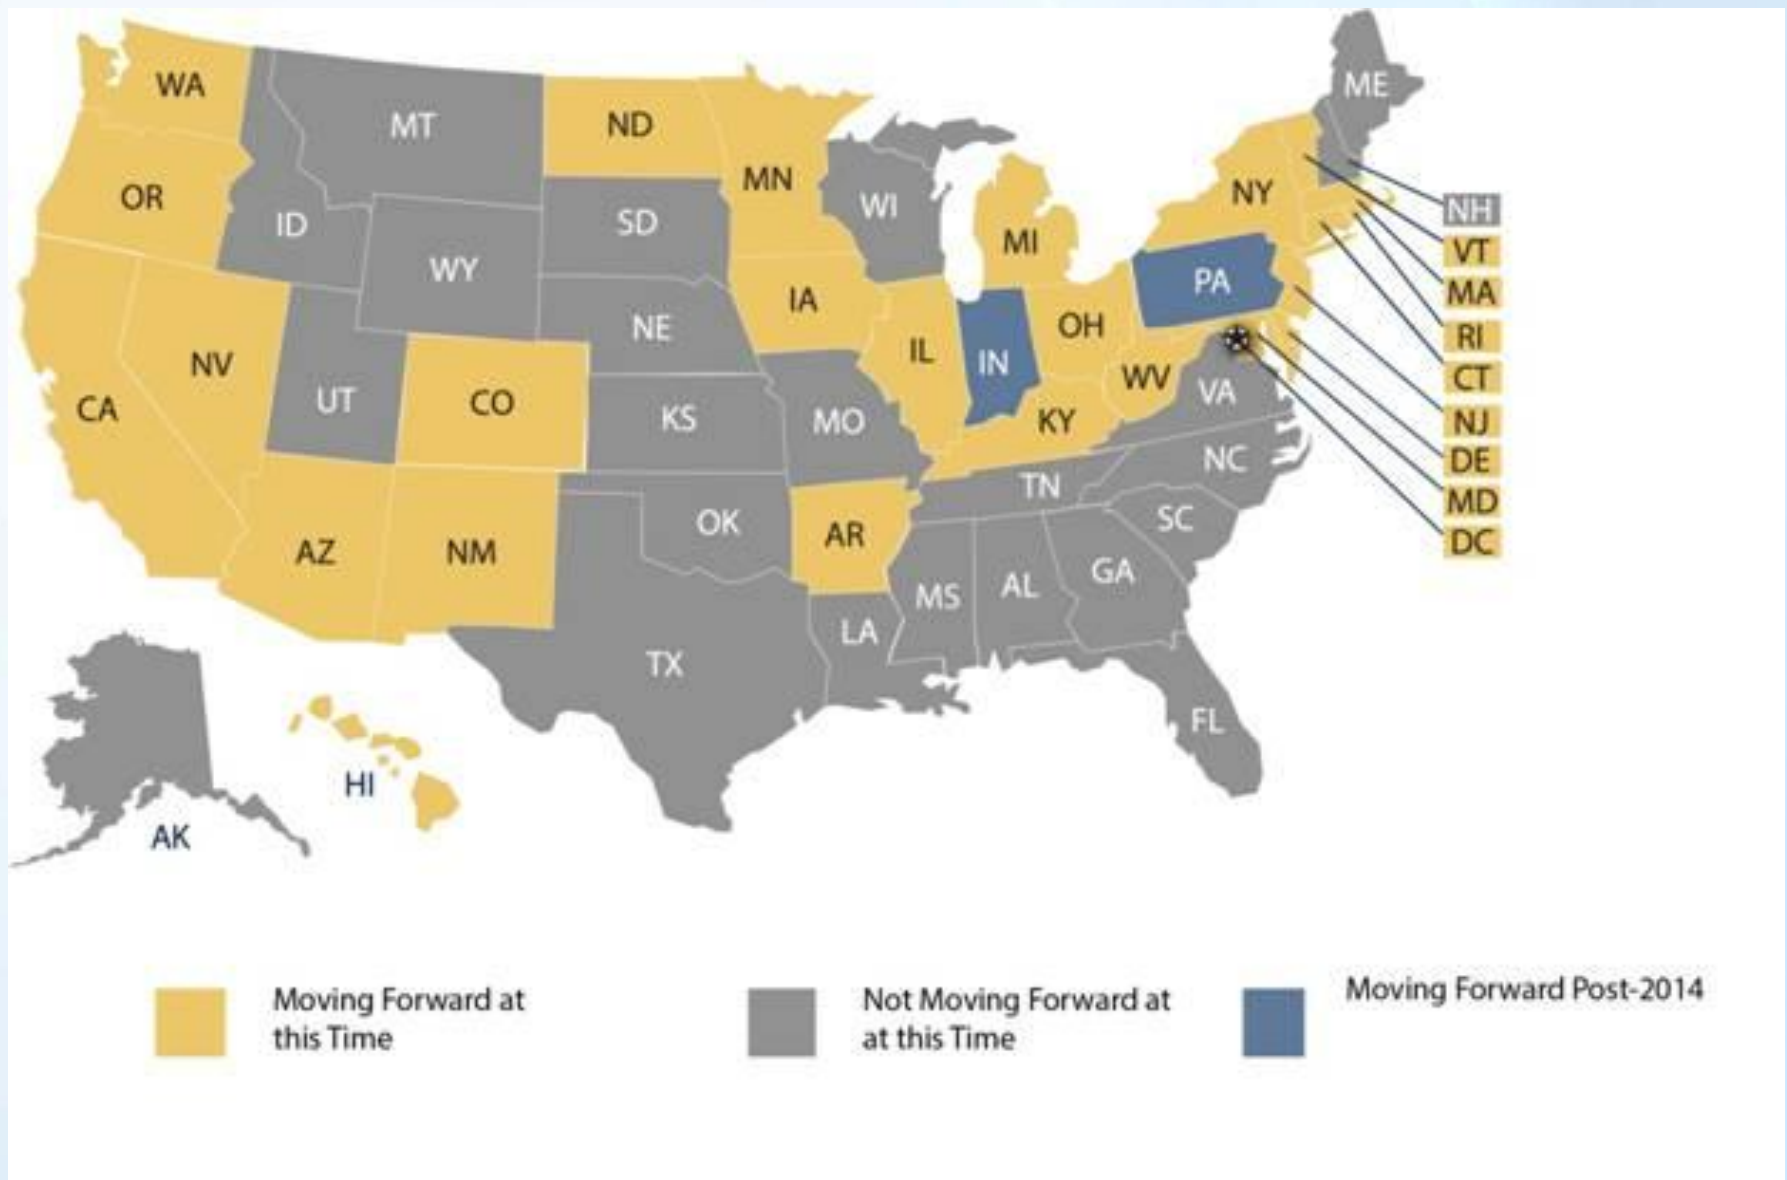 ME
WA
MT
ND
MN
OR
ID
SD
WI
NY
NH
MI
VT
WY
PA
MA
IA
NE
OH
RI
NV
IL
IN
WV
CT
CA
UT
CO
KS
MO
KY
VA
NJ
NC
DE
TN
MD
OK
AR
SC
DC
AZ
NM
MS
AL
GA
LA
TX
FL
HI
AK
Moving Forward at
this Time
Not Moving Forward at
at this Time
Moving Forward Post-2014